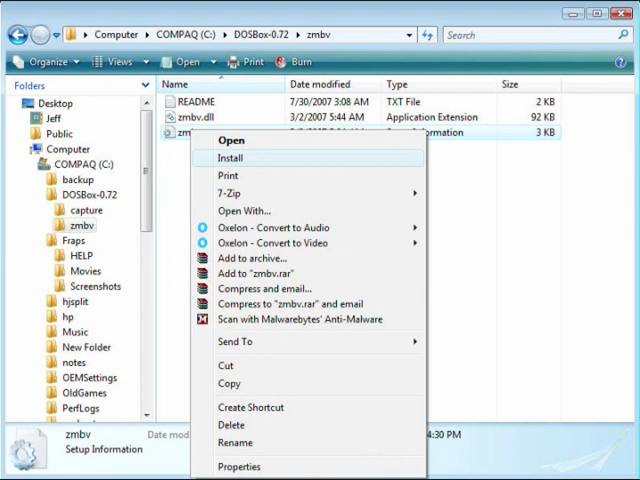 Computer COMPAQ (C:) DOSBox-0.72 zmbv Search
Organize Views Open Print Burn
Folders
Name Date modified Type Size
Desktop
Jeff
Public
Computer
COMPAQ (C:)
backup
DOSBox-0.72
capture
zmbv
Fraps
HELP
Movies
Screenshots
hjsplit
hp
Music
New Folder
notes
OEMSettings
OldGames
PerfLogs
README 7/30/2007 3:08 AM TXT File 2 KB
zmbv.dll 3/2/2007 5:44 AM Application Extension 92 KB
3 KB
Open
Install
Print
7-Zip
Open With...
Oxelon - Convert to Audio
Oxelon - Convert to Video
Add to archive...
Add to "zmbv.rar"
Compress and email...
Compress to "zmbv.rar" and email
Scan with Malwarebytes' Anti-Malware
Send To
Cut
Copy
Create Shortcut
Delete
Rename
Properties
zmbv Date mod 4:30 PM
Setup Information